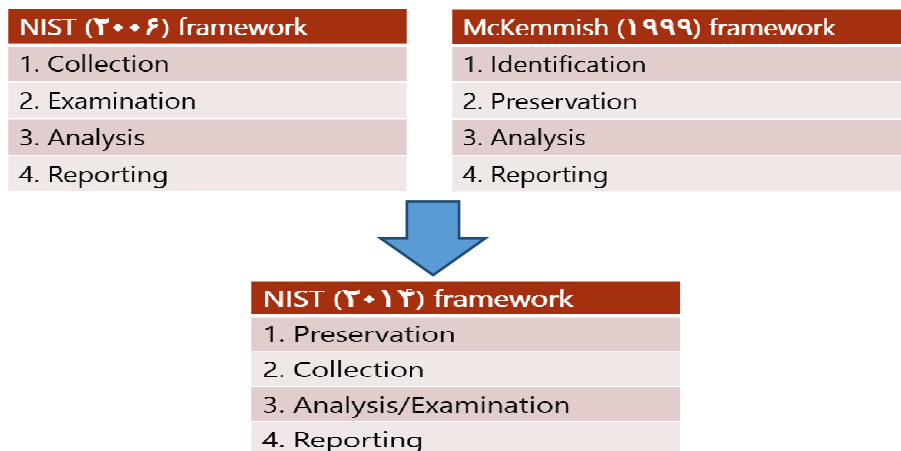 NIST (۲۰۰۶) framework
1. Collection
2. Examination
3. Analysis
4. Reporting
McKemmish (۱۹۹۹) framework
1. Identification
2. Preservation
3. Analysis
4. Reporting
NIST (۲۰۱۴) framework
1. Preservation
2. Collection
3. Analysis/Examination
4. Reporting